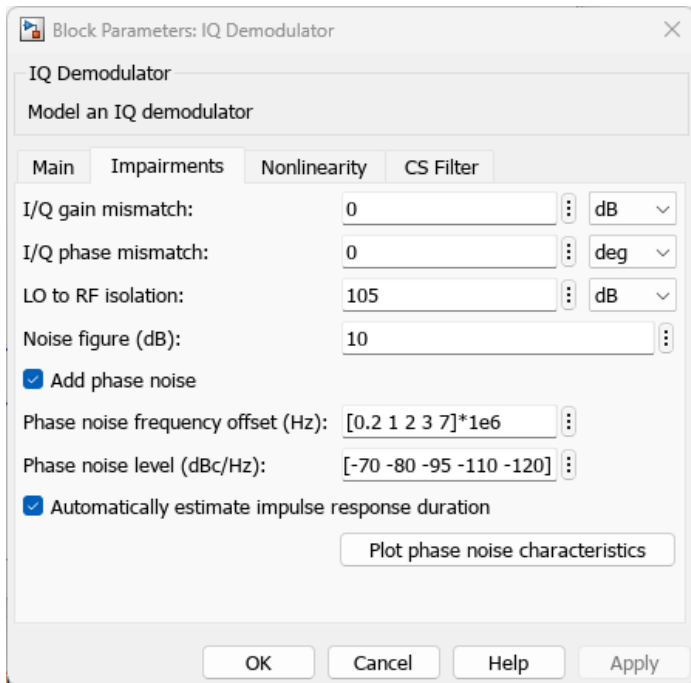 Block Parameters: IQ Demodulator
IQ Demodulator
Model an IQ demodulator
Main Impairments Nonlinearity CS Filter
I/Q gain mismatch: 0 dB
I/Q phase mismatch: 0 deg
LO to RF isolation: 105 dB
Noise figure (dB): 10
Add phase noise
Phase noise frequency offset (Hz): [0.2 1 2 3 7]*1e6
Phase noise level (dBc/Hz): [-70 -80 -95 -110 -120]
Automatically estimate impulse response duration
Plot phase noise characteristics
OK Cancel Help Apply